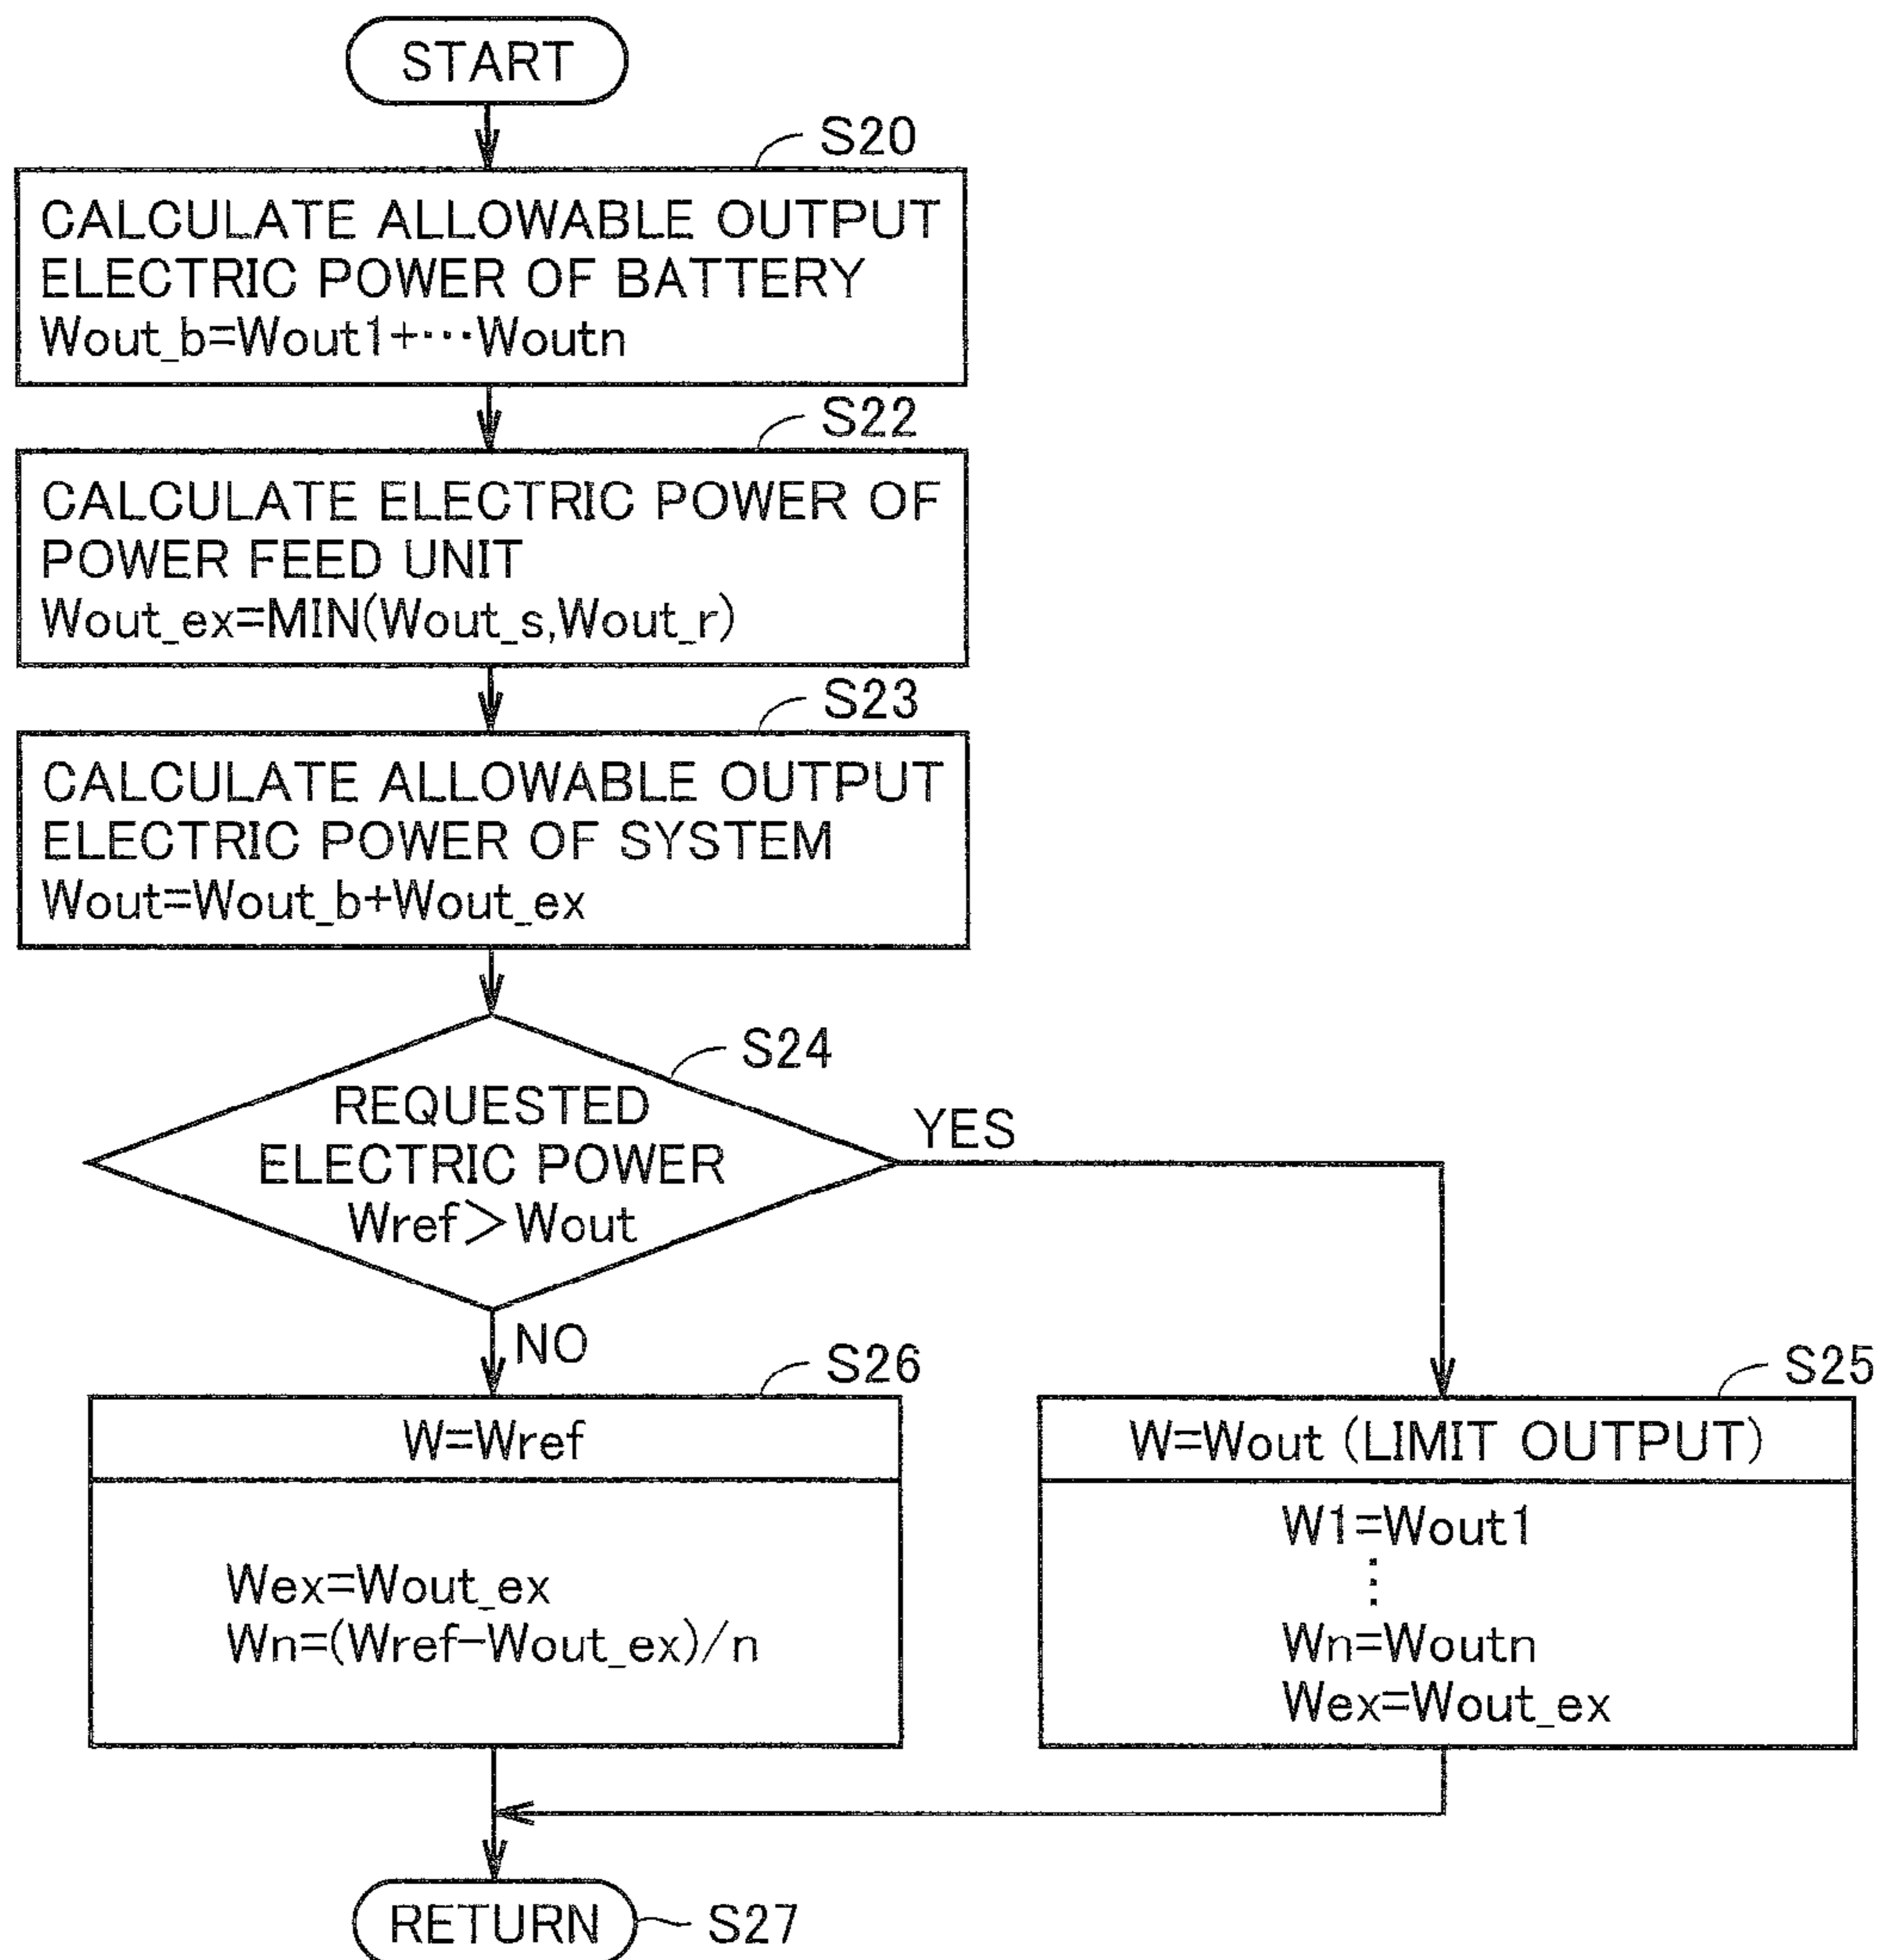 START
S20
CALCULATE ALLOWABLE OUTPUT
ELECTRIC POWER OF BATTERY
Wout_b=Wout1+···Woutn
S22
CALCULATE ELECTRIC POWER OF
POWER FEED UNIT
Wout_ex=MIN(Wout_s,Wout_r)
S23
CALCULATE ALLOWABLE OUTPUT
ELECTRIC POWER OF SYSTEM
Wout=Wout_b+Wout_ex
S24
REQUESTED
ELECTRIC POWER
Wref>Wout
YES
NO
S26
W=Wref
Wex=Wout_ex
Wn=(Wref-Wout_ex)/n
S25
W=Wout (LIMIT OUTPUT)
W1=Wout1
⋮
Wn=Woutn
Wex=Wout_ex
RETURN
S27